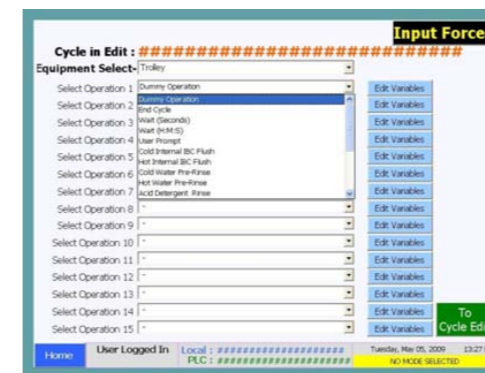 Input Force
Cycle in Edit : ############################
Equipment Select- Trolley
Select Operation 1 Dummy Operation Edit Variables
Dummy Operation
Select Operation 2 Edit Variables
End Cycle
Select Operation 3 Wait (Seconds) Edit Variables
Wait (H:M:S)
Select Operation 4 User Prompt Edit Variables
Cold Internal IBC Flush
Select Operation 5 Edit Variables
Hot Internal IBC Flush
Select Operation 6 Cold Water Pre-Rinse Edit Variables
Hot Water Pre-Rinse
Select Operation 7 Acid Detergent Rinse Edit Variables
Select Operation 8 - Edit Variables
Select Operation 9 - Edit Variables
Select Operation 10 - Edit Variables
Select Operation 11 - Edit Variables
Select Operation 12 - Edit Variables
Select Operation 13 - Edit Variables
Select Operation 14 - Edit Variables
Select Operation 15 - Edit Variables
To
Cycle Edi
Home User Logged In Local : ####################
PLC : ####################
Tuesday, May 05, 2009 13:27
NO MODE SELECTED